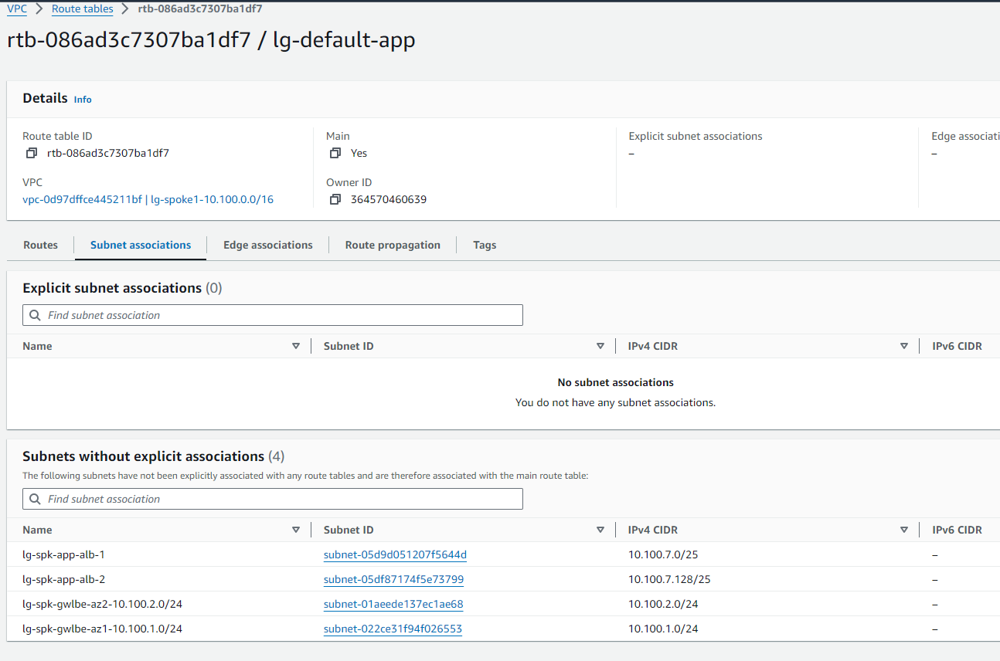 VPC > Route tables > rtb-086ad3c7307ba1df7
rtb-086ad3c7307ba1df7 / lg-default-app
Details Info
Route table ID
rtb-086ad3c7307ba1df7
Main
Yes
Explicit subnet associations
–
Edge associati
–
VPC
vpc-0d97dffce445211bf | lg-spoke1-10.100.0.0/16
Owner ID
364570460639
Routes Subnet associations Edge associations Route propagation Tags
Explicit subnet associations (0)
Find subnet association
Name Subnet ID IPv4 CIDR IPv6 CIDR
No subnet associations
You do not have any subnet associations.
Subnets without explicit associations (4)
The following subnets have not been explicitly associated with any route tables and are therefore associated with the main route table:
Find subnet association
Name Subnet ID IPv4 CIDR IPv6 CIDR
lg-spk-app-alb-1 subnet-05d9d051207f5644d 10.100.7.0/25 –
lg-spk-app-alb-2 subnet-05df87174f5e73799 10.100.7.128/25 –
lg-spk-gwlbe-az2-10.100.2.0/24 subnet-01aeede137ec1ae68 10.100.2.0/24 –
lg-spk-gwlbe-az1-10.100.1.0/24 subnet-022ce31f94f026553 10.100.1.0/24 –